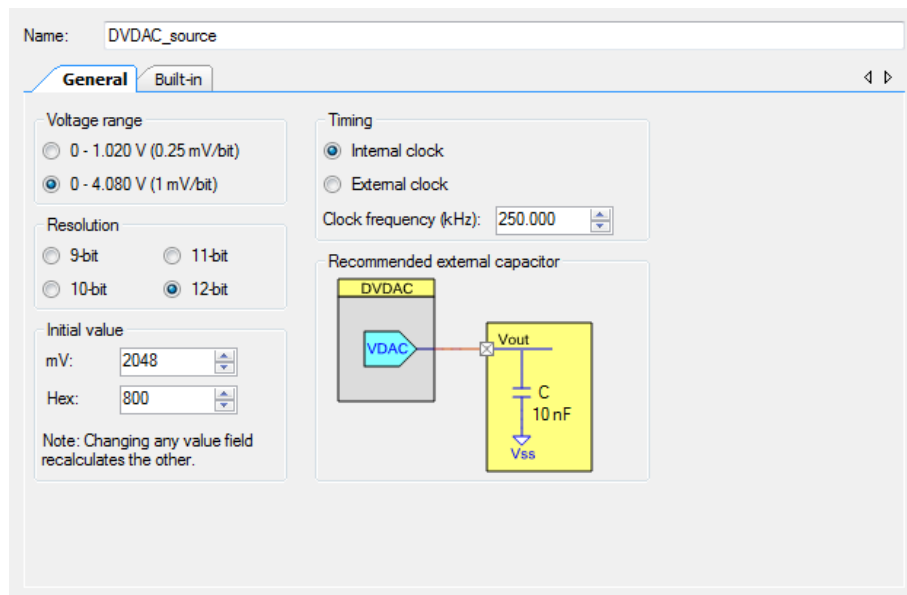 Name: DVDAC_source
General Built-in
Voltage range
0 - 1.020 V (0.25 mV/bit)
0 - 4.080 V (1 mV/bit)
Resolution
9-bit 11-bit
10-bit 12-bit
Initial value
mV: 2048
Hex: 800
Note: Changing any value field
recalculates the other.
Timing
Internal clock
External clock
Clock frequency (kHz): 250.000
Recommended external capacitor
DVDAC
VDAC
Vout
C
10 nF
Vss